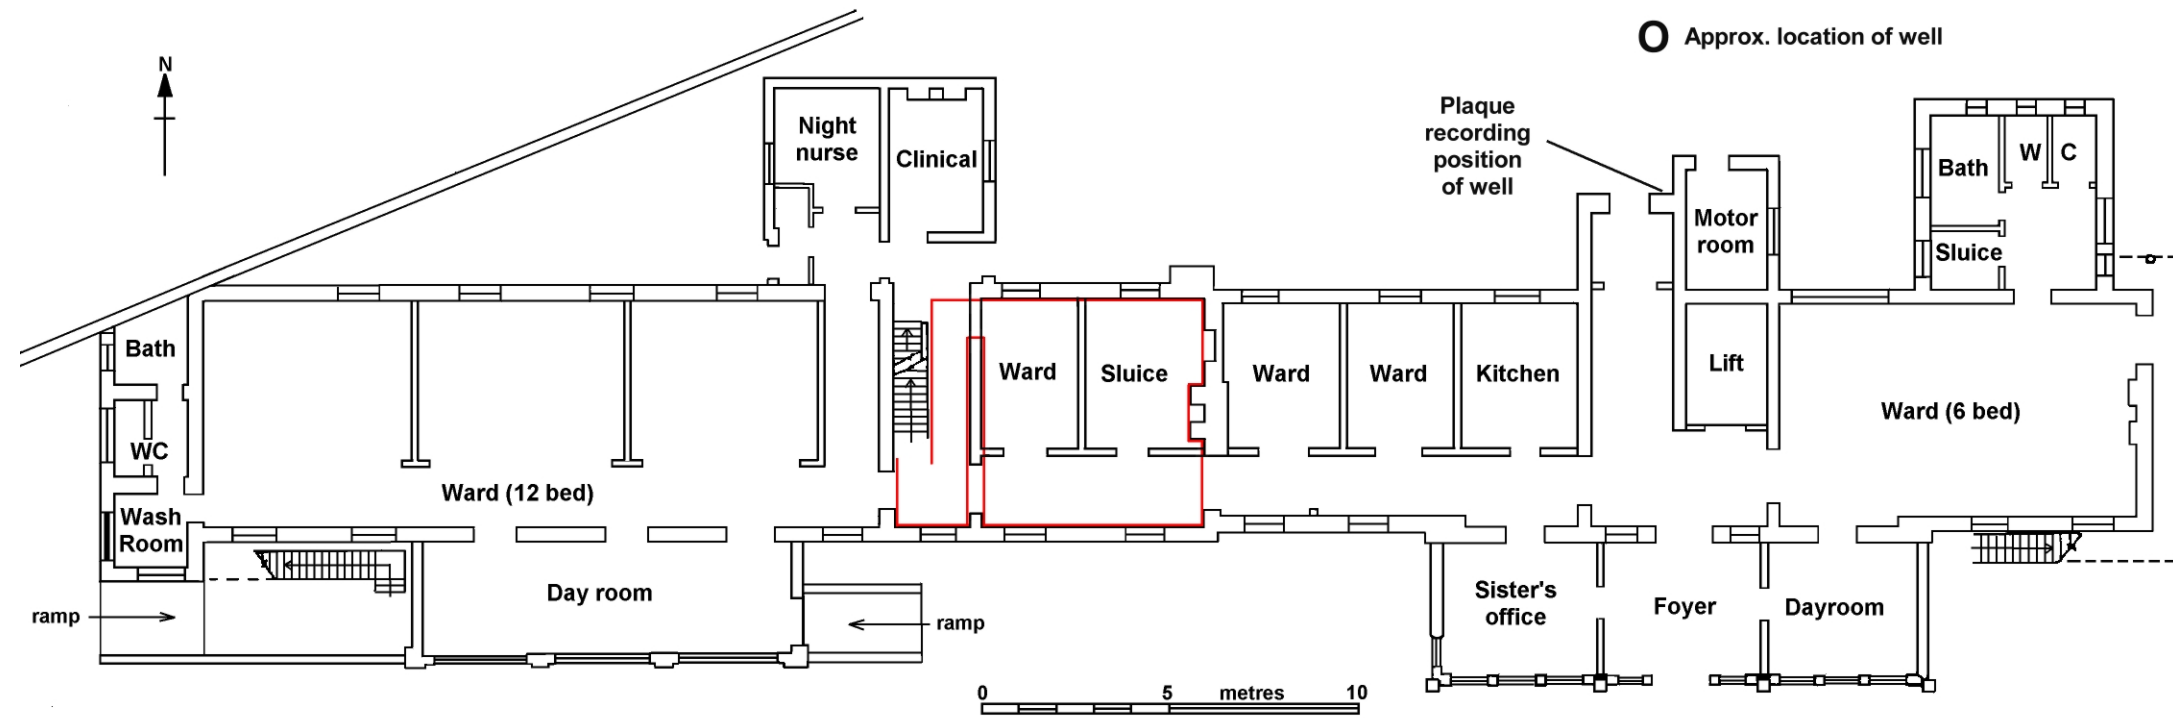 O Approx. location of well
N
Plaque
recording
position
of well
Night
nurse
Clinical
Bath
W C
Motor
room
Sluice
Bath
Ward
Sluice
Ward
Ward
Kitchen
Lift
Ward (6 bed)
WC
Ward (12 bed)
Wash
Room
Day room
Sister's
office
Foyer
Dayroom
ramp
ramp
0 5 metres 10